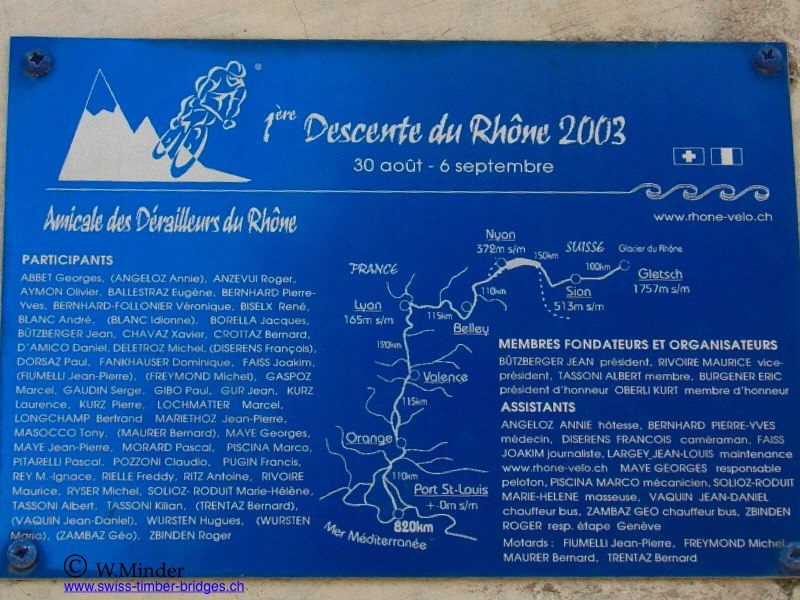 1ère Descente du Rhône 2003
30 août - 6 septembre
www.rhone-velo.ch
Amicale des Dérailleurs du Rhône
PARTICIPANTS
ABBET Georges, (ANGELOZ Annie), ANZEVUI Roger,
AYMON Olivier, BALLESTRAZ Eugène, BERNHARD Pierre-
Yves, BERNHARD-FOLLONIER Véronique, BISELX René,
BLANC André, (BLANC Idionne), BORELLA Jacques,
BÜTZBERGER Jean, CHAVAZ Xavier, CROTTAZ Bernard,
D'AMICO Daniel, DELETROZ Michel, (DISERENS François),
DORSAZ Paul, FANKHAUSER Dominique, FAISS Joakim,
(FIUMELLI Jean-Pierre), (FREYMOND Michel), GASPOZ
Marcel, GAUDIN Serge, GIBO Paul, GUR Jean, KURZ
Laurence, KURZ Pierre, LOCHMATTER Marcel,
LONGCHAMP Bertrand MARIETHOZ Jean-Pierre,
MASOCCO Tony, (MAURER Bernard), MAYE Georges,
MAYE Jean-Pierre, MORARD Pascal, PISCINA Marco,
PITARELLI Pascal, POZZONI Claudio, PUGIN Francis,
REY M.-Ignace, RIELLE Freddy, RITZ Antoine, RIVOIRE
Maurice, RYSER Michel, SOLIOZ- RODUIT Marie-Hélène,
TASSONI Albert, TASSONI Kilian, (TRENTAZ Bernard),
(VAQUIN Jean-Daniel), WURSTEN Hugues, (WURSTEN
Maria), (ZAMBAZ Géo), ZBINDEN Roger
FRANCE
SUISSE
Nyon
372m s/m
150km
Glacier du Rhône
100km
Gletsch
1757m s/m
Sion
513m s/m
110km
Lyon
165m s/m
115km
Belley
120km
Valence
115km
Orange
110km
Port St-Louis
+-0m s/m
820km
Mer Méditerranée
MEMBRES FONDATEURS ET ORGANISATEURS
BÜTZBERGER JEAN président, RIVOIRE MAURICE vice-
président, TASSONI ALBERT membre, BURGENER ERIC
président d'honneur OBERLI KURT membre d'honneur
ASSISTANTS
ANGELOZ ANNIE hôtesse, BERNHARD PIERRE-YVES
médecin, DISERENS FRANCOIS caméraman, FAISS
JOAKIM journaliste, LARGEY JEAN-LOUIS maintenance
www.rhone-velo.ch MAYE GEORGES responsable
peloton, PISCINA MARCO mécanicien, SOLIOZ-RODUIT
MARIE-HELENE masseuse, VAQUIN JEAN-DANIEL
chauffeur bus, ZAMBAZ GEO chauffeur bus, ZBINDEN
ROGER resp. étape Genève
Motards : FIUMELLI Jean-Pierre, FREYMOND Michel
MAURER Bernard, TRENTAZ Bernard
© W.Minder
www.swiss-timber-bridges.ch